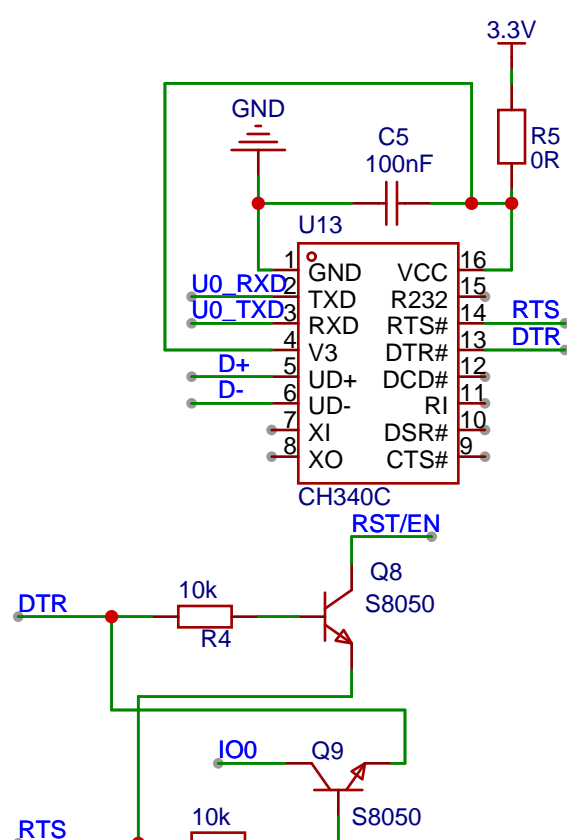 3.3V
GND
C5
100nF
R5
0R
U13
1 GND VCC 16
U0_RXD 2 TXD R232 15
U0_TXD 3 RXD RTS# 14 RTS
4 V3 DTR# 13 DTR
D+ 5 UD+ DCD# 12
D- 6 UD- RI 11
7 XI DSR# 10
8 XO CTS# 9
CH340C
RST/EN
Q8
S8050
10k
R4
DTR
IO0
Q9
S8050
10k
RTS